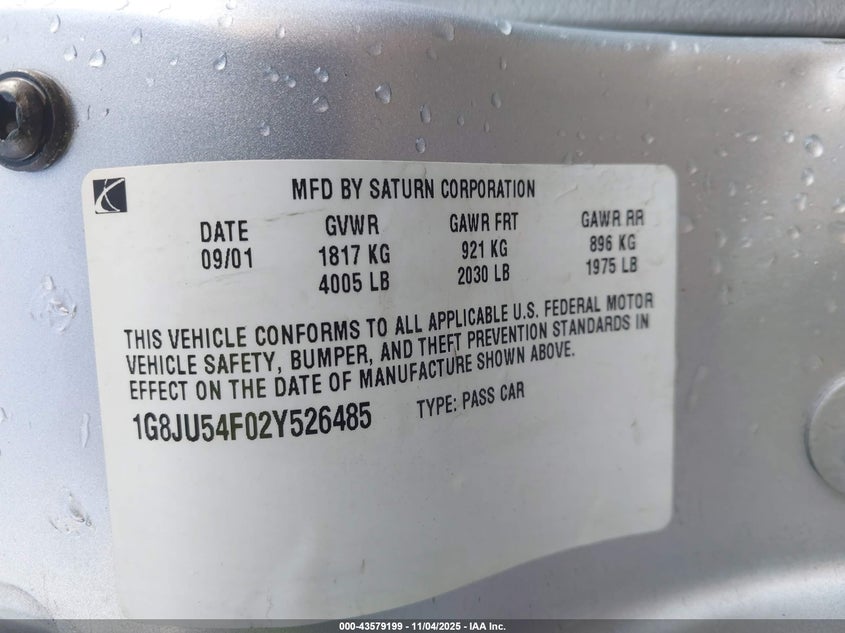 MFD BY SATURN CORPORATION
DATE GVWR GAWR FRT GAWR RR
09/01 1817 KG 921 KG 896 KG
4005 LB 2030 LB 1975 LB
THIS VEHICLE CONFORMS TO ALL APPLICABLE U.S. FEDERAL MOTOR
VEHICLE SAFETY, BUMPER, AND THEFT PREVENTION STANDARDS IN
EFFECT ON THE DATE OF MANUFACTURE SHOWN ABOVE.
1G8JU54F02Y526485 TYPE: PASS CAR
000-43579199 - 11/04/2025 - IAA Inc.